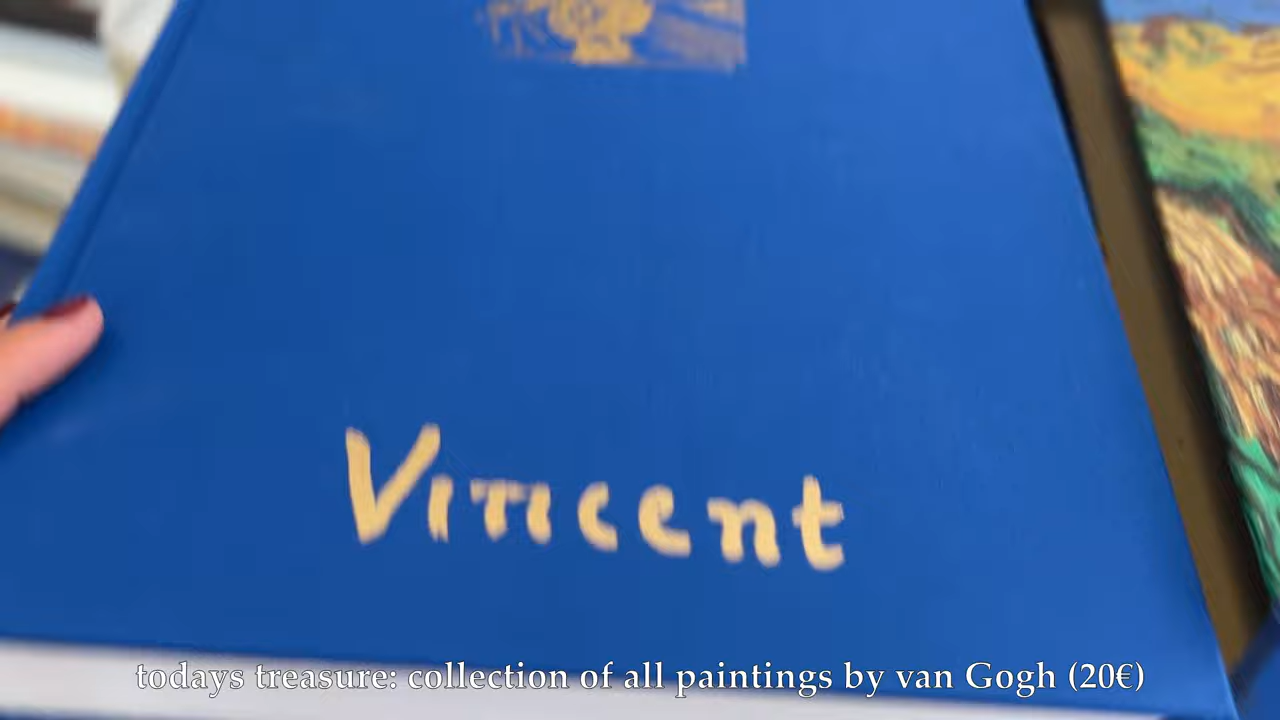 Vincent
todays treasure: collection of all paintings by van Gogh (20€)